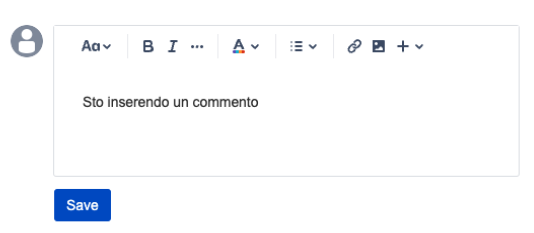 Aa B I ... A
Sto inserendo un commento
Save